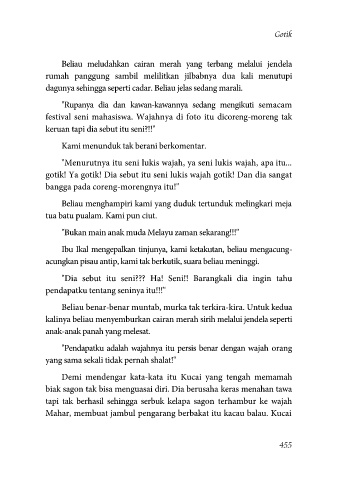 Gotik
Beliau meludahkan cairan merah yang terbang melalui jendela
rumah panggung sambil melilitkan jilbabnya dua kali menutupi
dagunya sehingga seperti cadar. Beliau jelas sedang marali.
"Rupanya dia dan kawan-kawannya sedang mengikuti semacam
festival seni mahasiswa. Wajahnya di foto itu dicoreng-moreng tak
keruan tapi dia sebut itu seni?!!"
Kami menunduk tak berani berkomentar.
"Menurutnya itu seni lukis wajah, ya seni lukis wajah, apa itu...
gotik! Ya gotik! Dia sebut itu seni lukis wajah gotik! Dan dia sangat
bangga pada coreng-morengnya itu!"
Beliau menghampiri kami yang duduk tertunduk melingkari meja
tua batu pualam. Kami pun ciut.
"Bukan main anak muda Melayu zaman sekarang!!!"
Ibu Ikal mengepalkan tinjunya, kami ketakutan, beliau mengacung-
acungkan pisau antip, kami tak berkutik, suara beliau meninggi.
"Dia sebut itu seni??? Ha! Seni!! Barangkali dia ingin tahu
pendapatku tentang seninya itu!!!"
Beliau benar-benar muntab, murka tak terkira-kira. Untuk kedua
kalinya beliau menyemburkan cairan merah sirih melalui jendela seperti
anak-anak panah yang melesat.
"Pendapatku adalah wajahnya itu persis benar dengan wajah orang
yang sama sekali tidak pernah shalat!"
Demi mendengar kata-kata itu Kucai yang tengah memamah
biak sagon tak bisa menguasai diri. Dia berusaha keras menahan tawa
tapi tak berhasil sehingga serbuk kelapa sagon terhambur ke wajah
Mahar, membuat jambul pengarang berbakat itu kacau balau. Kucai
455